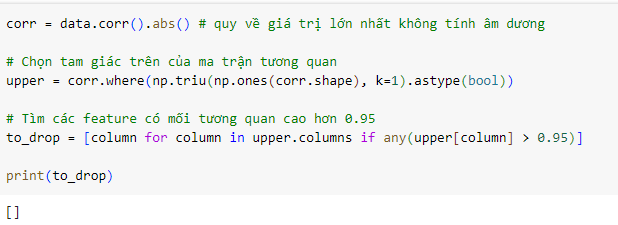 corr = data.corr().abs() # quy về giá trị lớn nhất không tính âm dương
# Chọn tam giác trên của ma trận tương quan
upper = corr.where(np.triu(np.ones(corr.shape), k=1).astype(bool))
# Tìm các feature có mối tương quan cao hơn 0.95
to_drop = [column for column in upper.columns if any(upper[column] > 0.95)]
print(to_drop)
[]